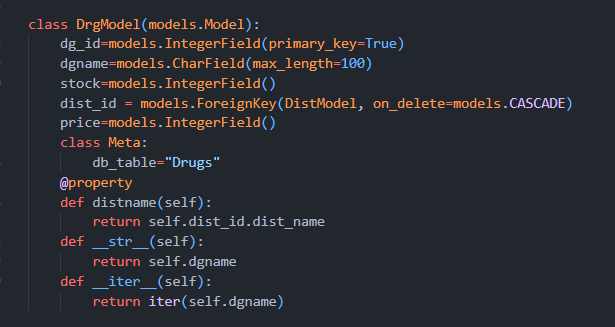 class DrgModel(models.Model):
    dg_id=models.IntegerField(primary_key=True)
    dgname=models.CharField(max_length=100)
    stock=models.IntegerField()
    dist_id = models.ForeignKey(DistModel, on_delete=models.CASCADE)
    price=models.IntegerField()
    class Meta:
        db_table="Drugs"
    @property
    def distname(self):
        return self.dist_id.dist_name
    def __str__(self):
        return self.dgname
    def __iter__(self):
        return iter(self.dgname)